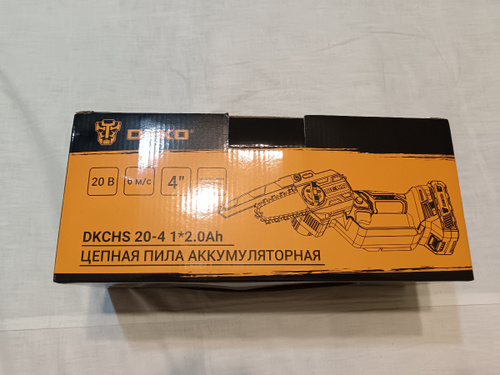 DEKO
20 В
6 м/с
4"
DKCHS 20-4 1*2.0Ah
ЦЕПНАЯ ПИЛА АККУМУЛЯТОРНАЯ